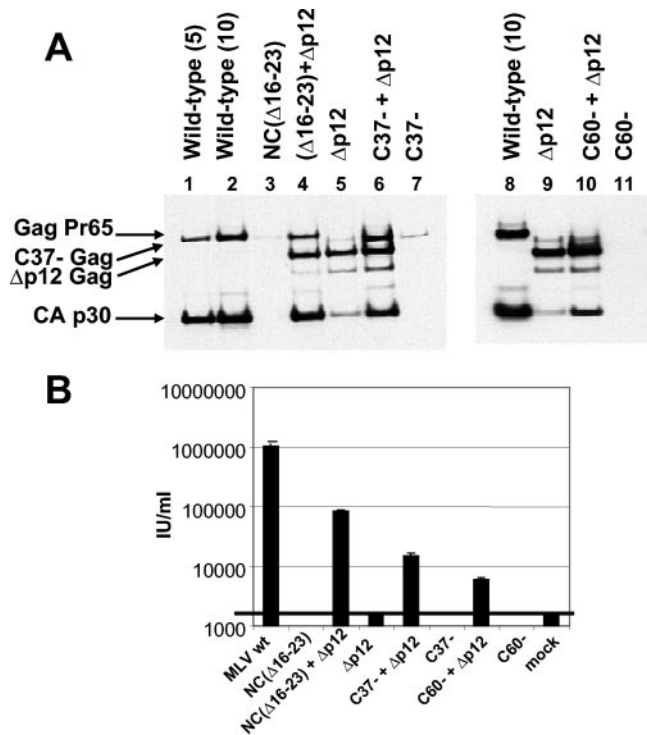 A
Wild-type (5)
Wild-type (10)
NC(Δ16-23)
(Δ16-23)+Δp12
Δp12
C37- + Δp12
C37-
Wild-type (10)
Δp12
C60- + Δp12
C60-
1 2 3 4 5 6 7 8 9 10 11
Gag Pr65
C37- Gag
Δp12 Gag
CA p30
B
10000000
1000000
100000
10000
1000
IU/ml
MLV wt
NC(Δ16-23)
NC(Δ16-23) + Δp12
Δp12
C37- + Δp12
C37-
C60- + Δp12
C60-
mock